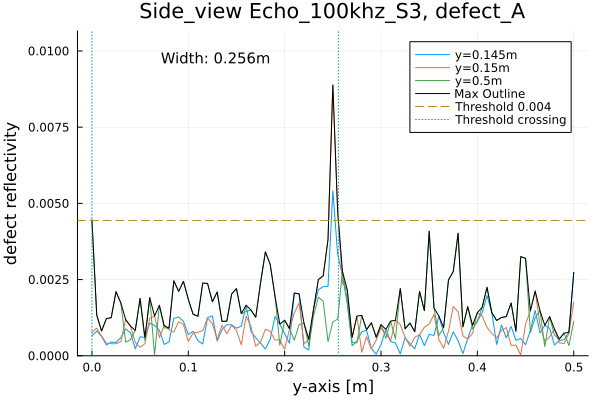 Side_view Echo_100khz_S3, defect_A
0.0100
0.0075
0.0050
0.0025
0.0000
defect reflectivity
Width: 0.256m
y=0.145m
y=0.15m
y=0.5m
Max Outline
Threshold 0.004
Threshold crossing
0.0
0.1
0.2
0.3
0.4
0.5
y-axis [m]